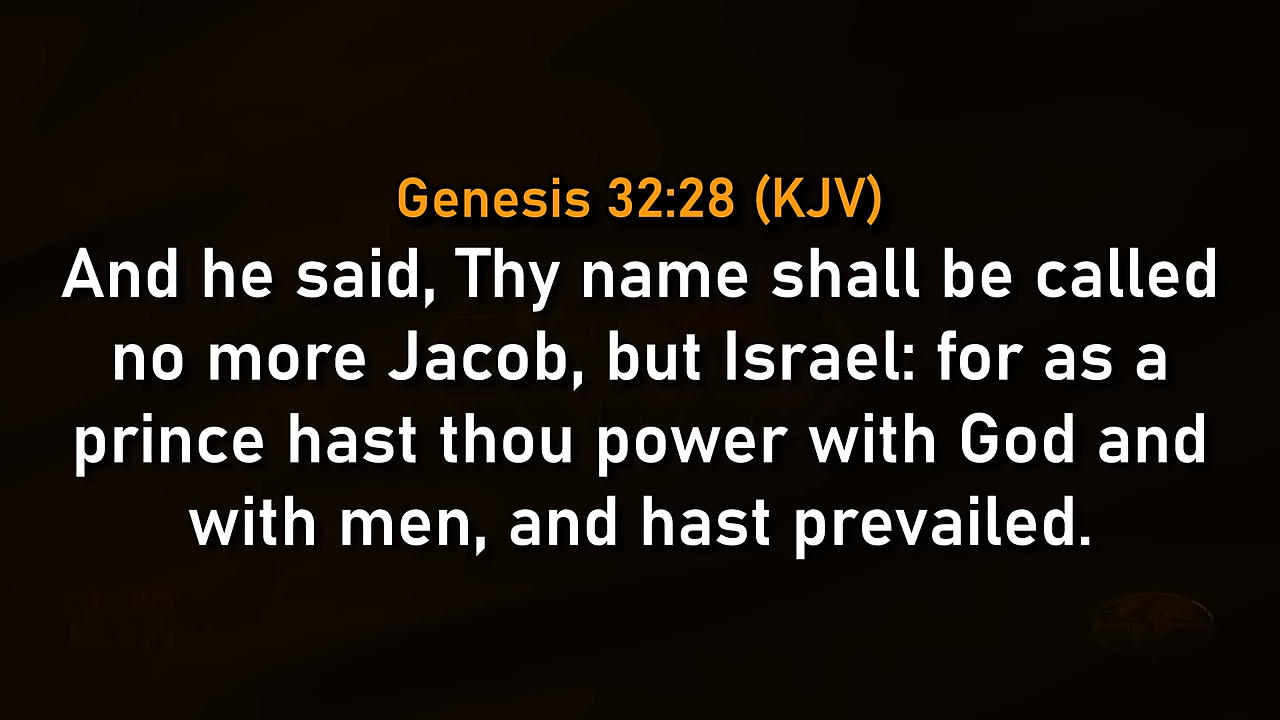 Genesis 32:28 (KJV)
And he said, Thy name shall be called
no more Jacob, but Israel: for as a
prince hast thou power with God and
with men, and hast prevailed.